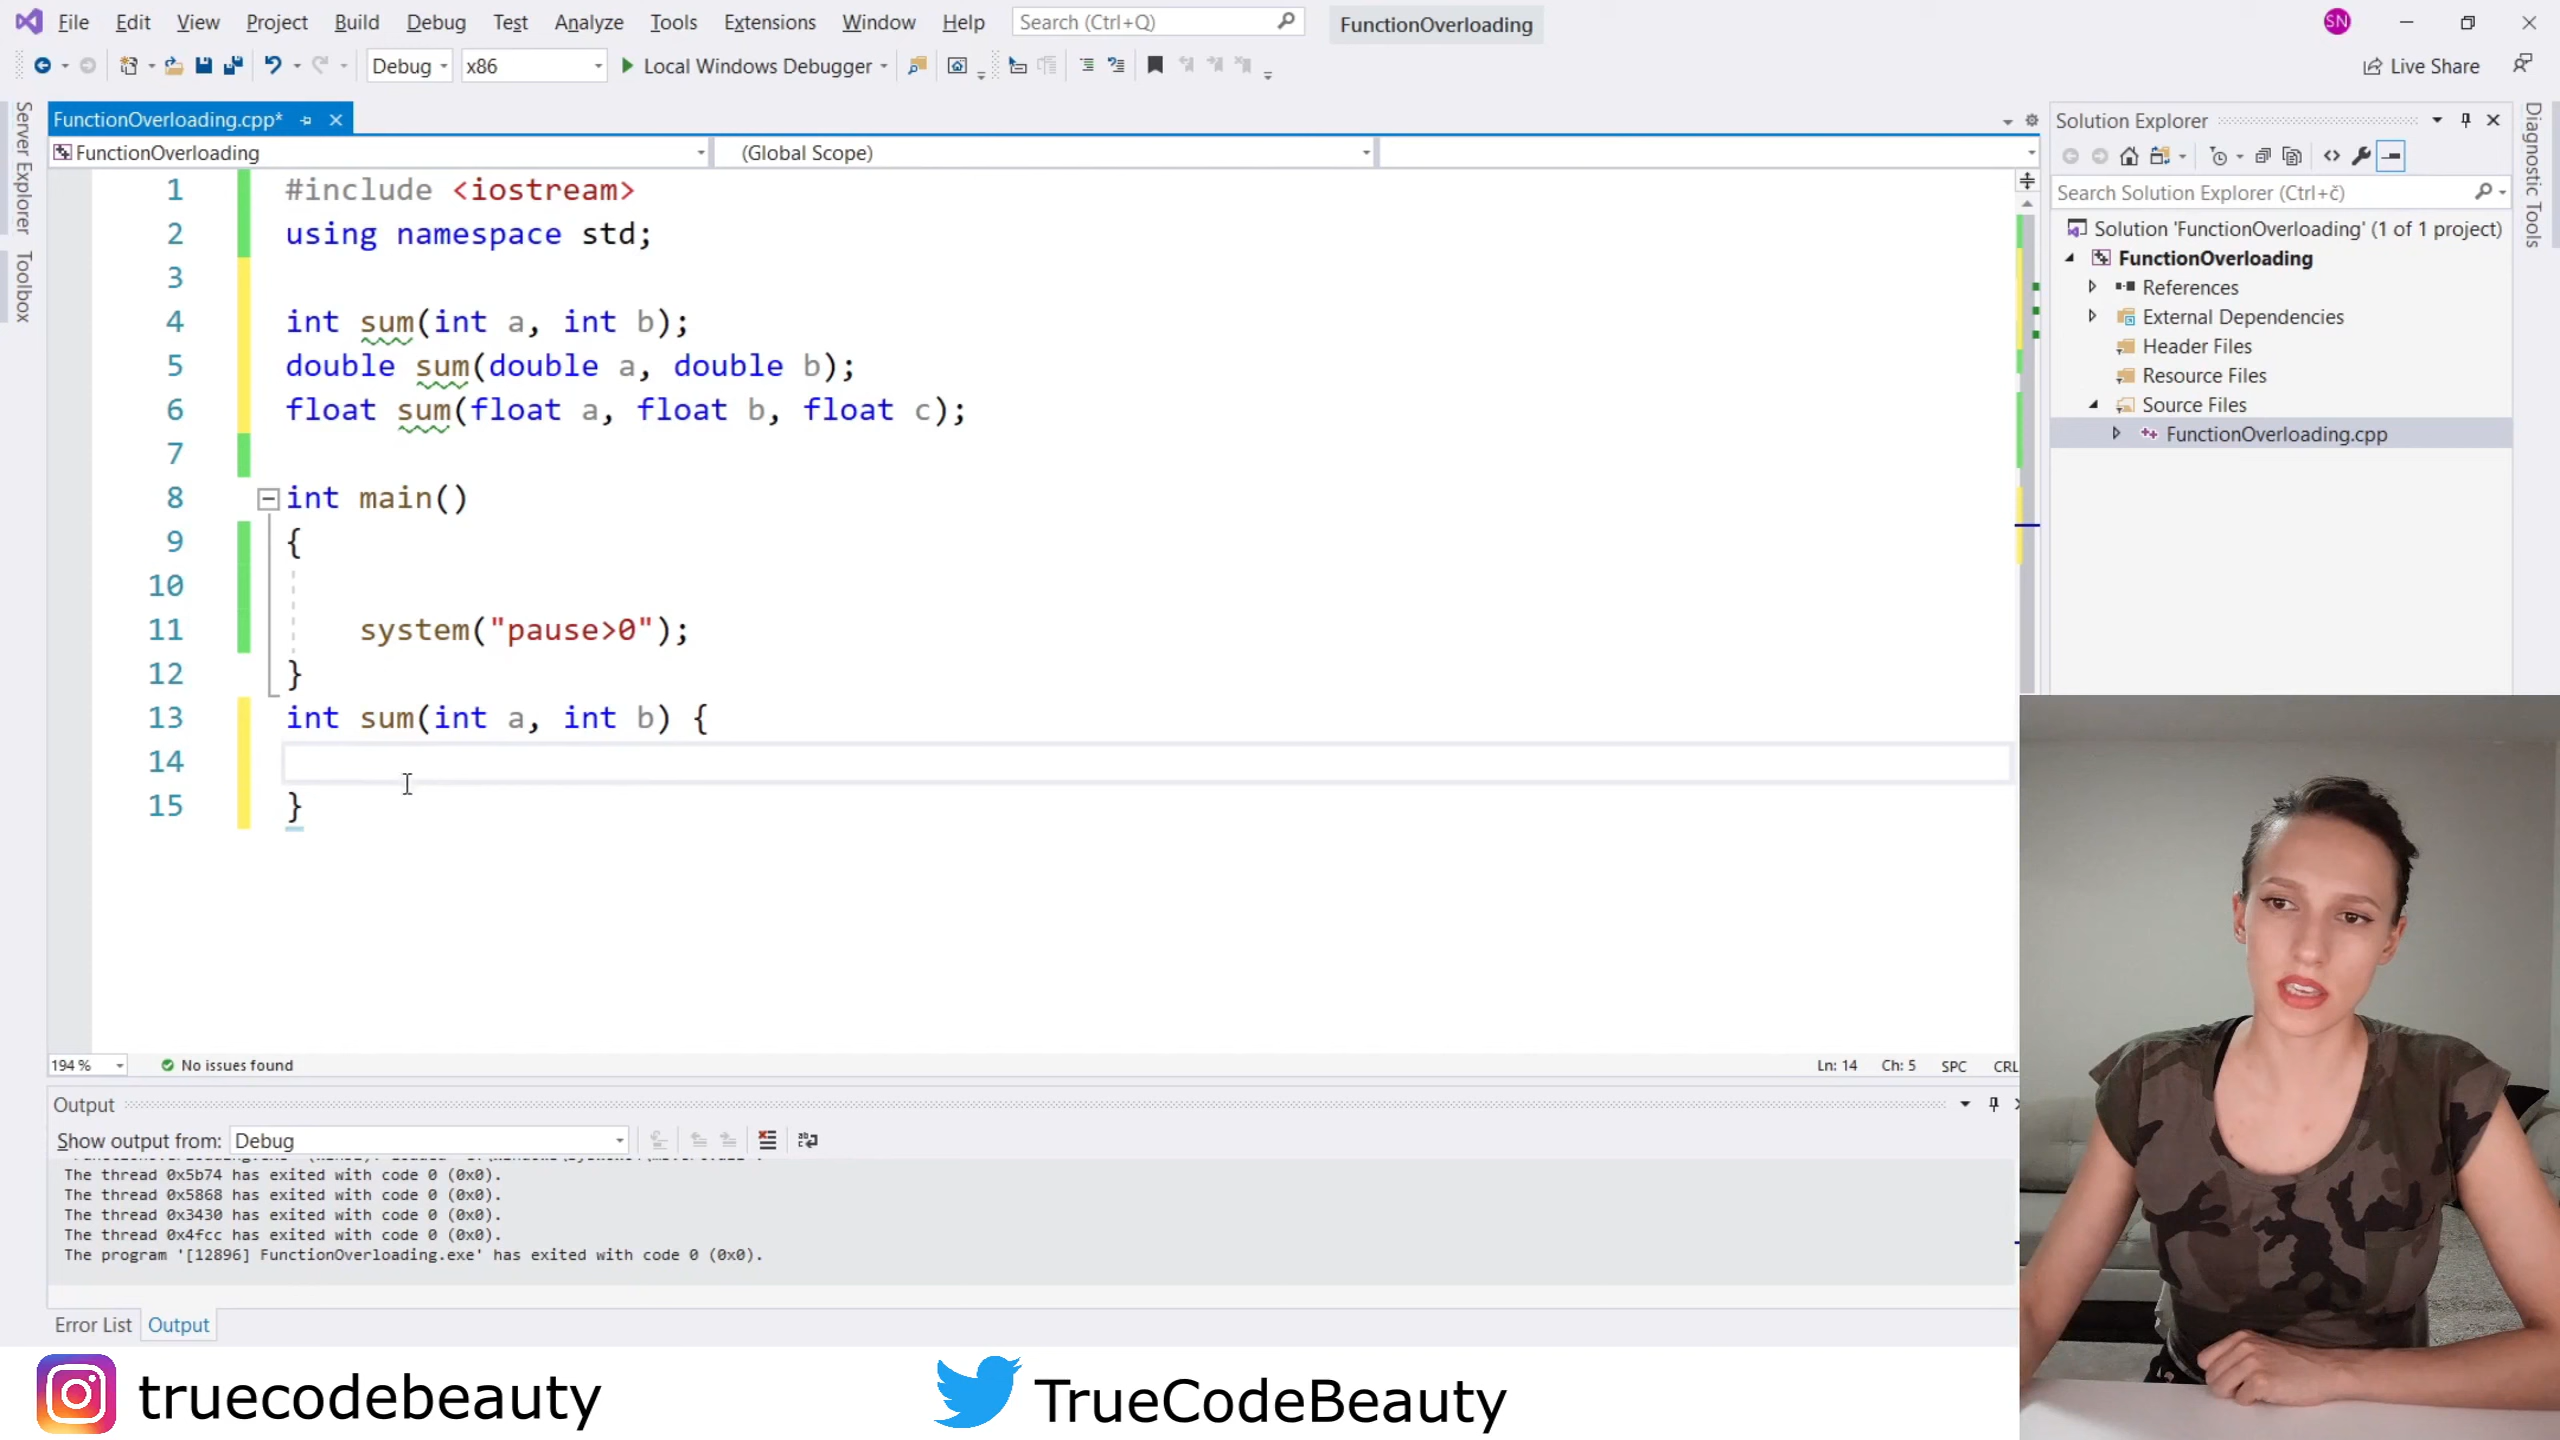 File Edit View Project Build Debug Test Analyze Tools Extensions Window Help Search (Ctrl+Q) FunctionOverloading SN
Debug x86 Local Windows Debugger Live Share
Server Explorer
Toolbox
FunctionOverloading.cpp*
FunctionOverloading (Global Scope)
1 #include <iostream>
2 using namespace std;
3
4 int sum(int a, int b);
5 double sum(double a, double b);
6 float sum(float a, float b, float c);
7
8 int main()
9 {
10
11 system("pause>0");
12 }
13 int sum(int a, int b) {
14
15 }
194 % No issues found Ln: 14 Ch: 5 SPC CRL
Output
Show output from: Debug
The thread 0x5b74 has exited with code 0 (0x0).
The thread 0x5868 has exited with code 0 (0x0).
The thread 0x3430 has exited with code 0 (0x0).
The thread 0x4fcc has exited with code 0 (0x0).
The program '[12896] FunctionOverloading.exe' has exited with code 0 (0x0).
Error List Output
Solution Explorer
Search Solution Explorer (Ctrl+č)
Solution 'FunctionOverloading' (1 of 1 project)
FunctionOverloading
References
External Dependencies
Header Files
Resource Files
Source Files
FunctionOverloading.cpp
Diagnostic Tools
truecodebeauty
TrueCodeBeauty